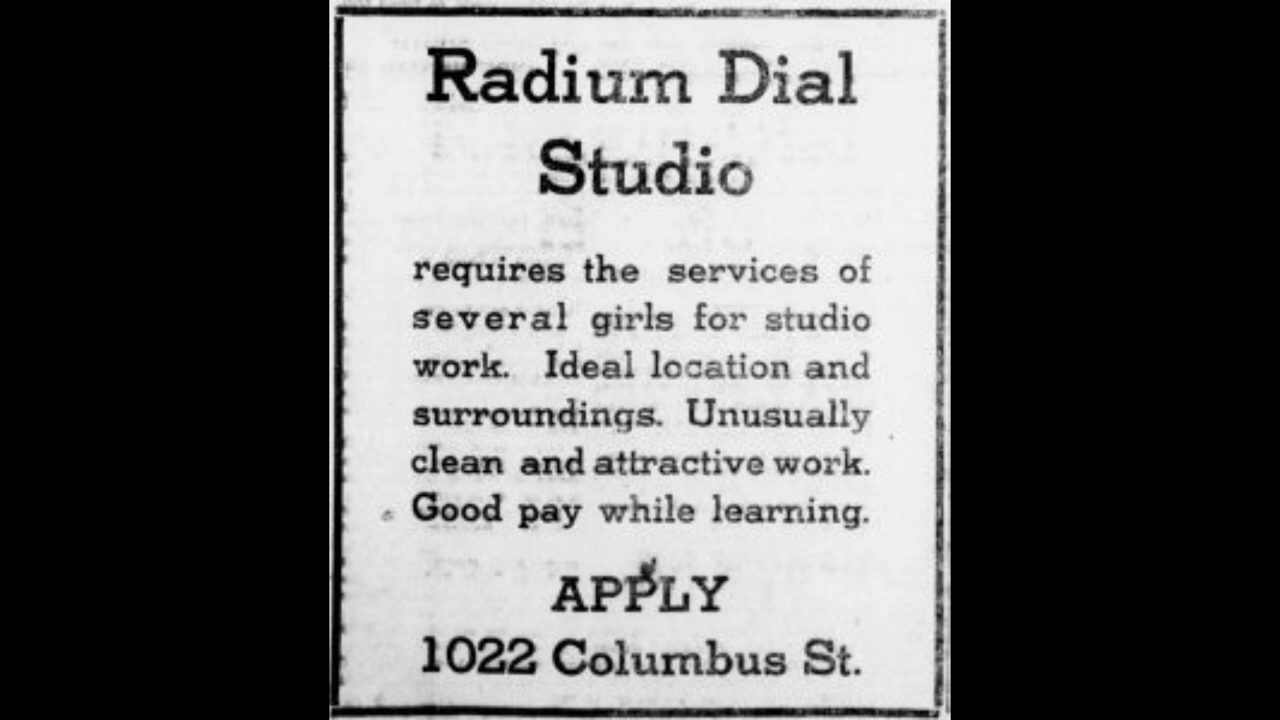 Radium Dial
Studio
requires the services of
several girls for studio
work. Ideal location and
surroundings. Unusually
clean and attractive work.
Good pay while learning.
APPLY
1022 Columbus St.